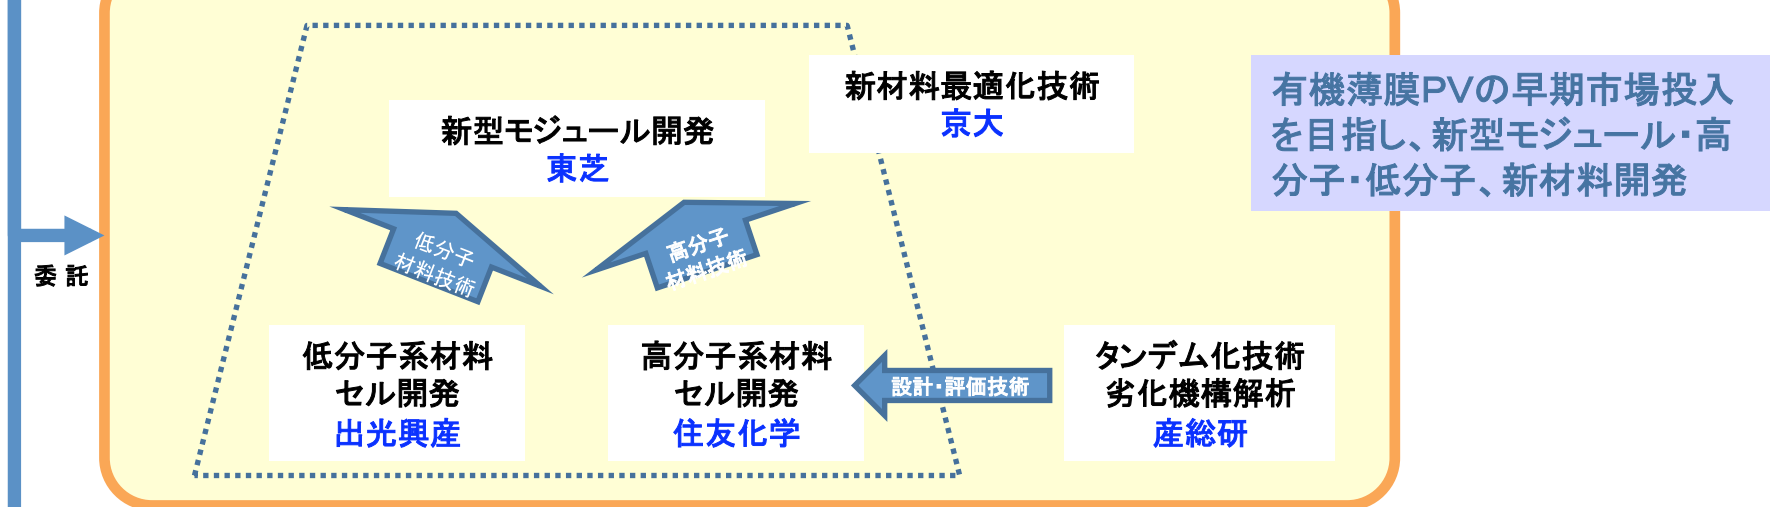 新材料最適化技術
京大
新型モジュール開発
東芝
有機薄膜PVの早期市場投入
を目指し、新型モジュール・高
分子・低分子、新材料開発
低分子
材料技術
高分子
材料技術
委託
低分子系材料
セル開発
出光興産
高分子系材料
セル開発
住友化学
設計・評価技術
タンデム化技術
劣化機構解析
産総研